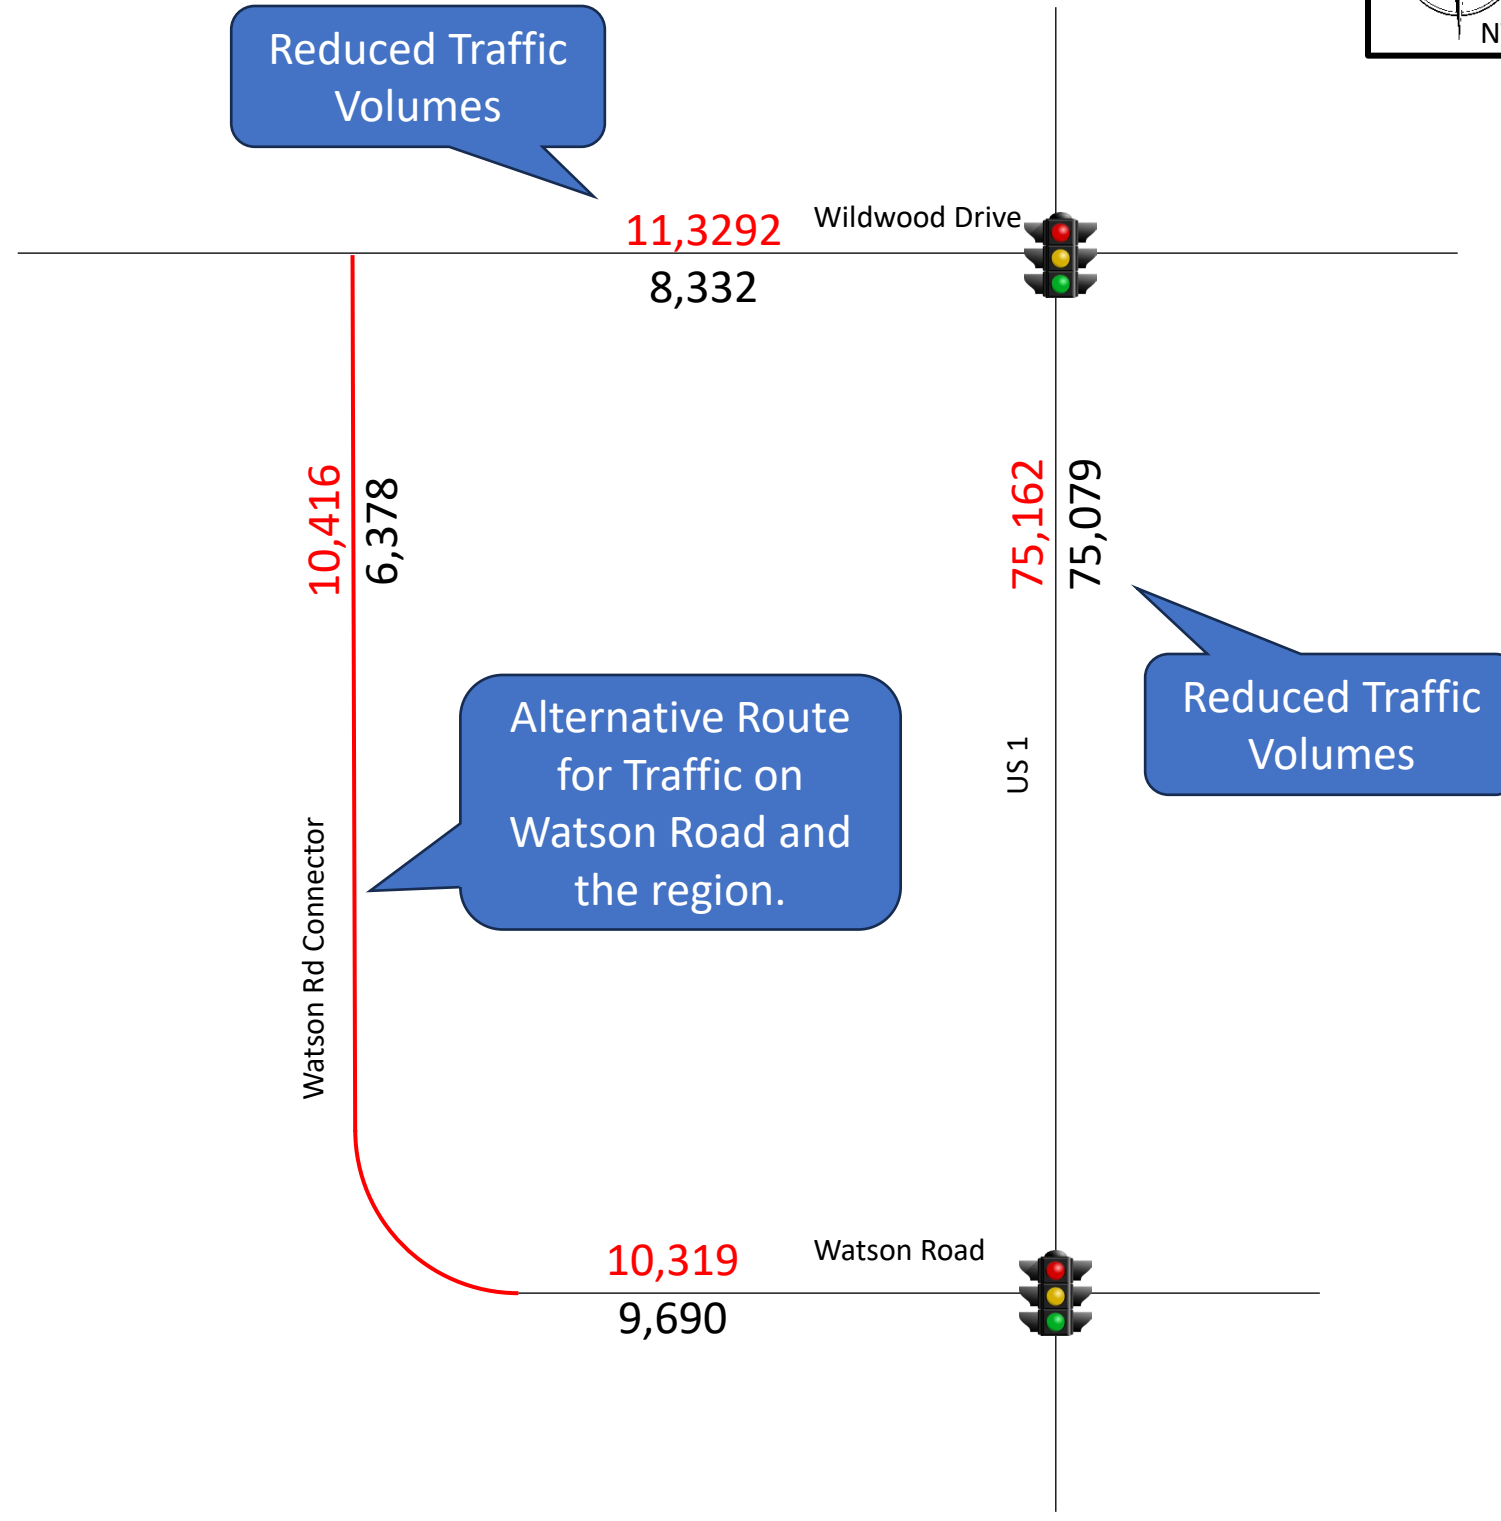 N
Reduced Traffic
Volumes
11,3292
Wildwood Drive
8,332
10,416
6,378
75,162
75,079
Reduced Traffic
Volumes
Alternative Route
for Traffic on
Watson Road and
the region.
US 1
Watson Rd Connector
10,319
Watson Road
9,690